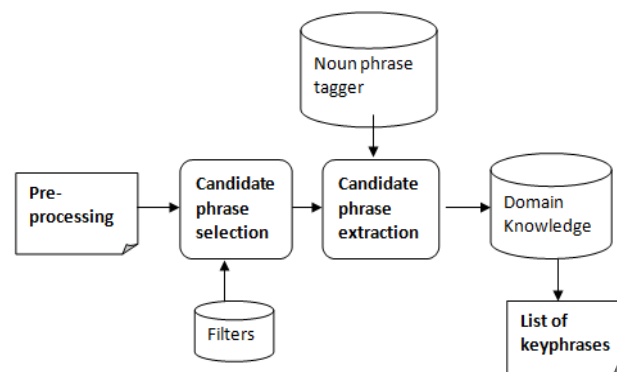 Noun phrase
tagger
Pre-
processing
Candidate
phrase
selection
Candidate
phrase
extraction
Domain
Knowledge
Filters
List of
keyphrases